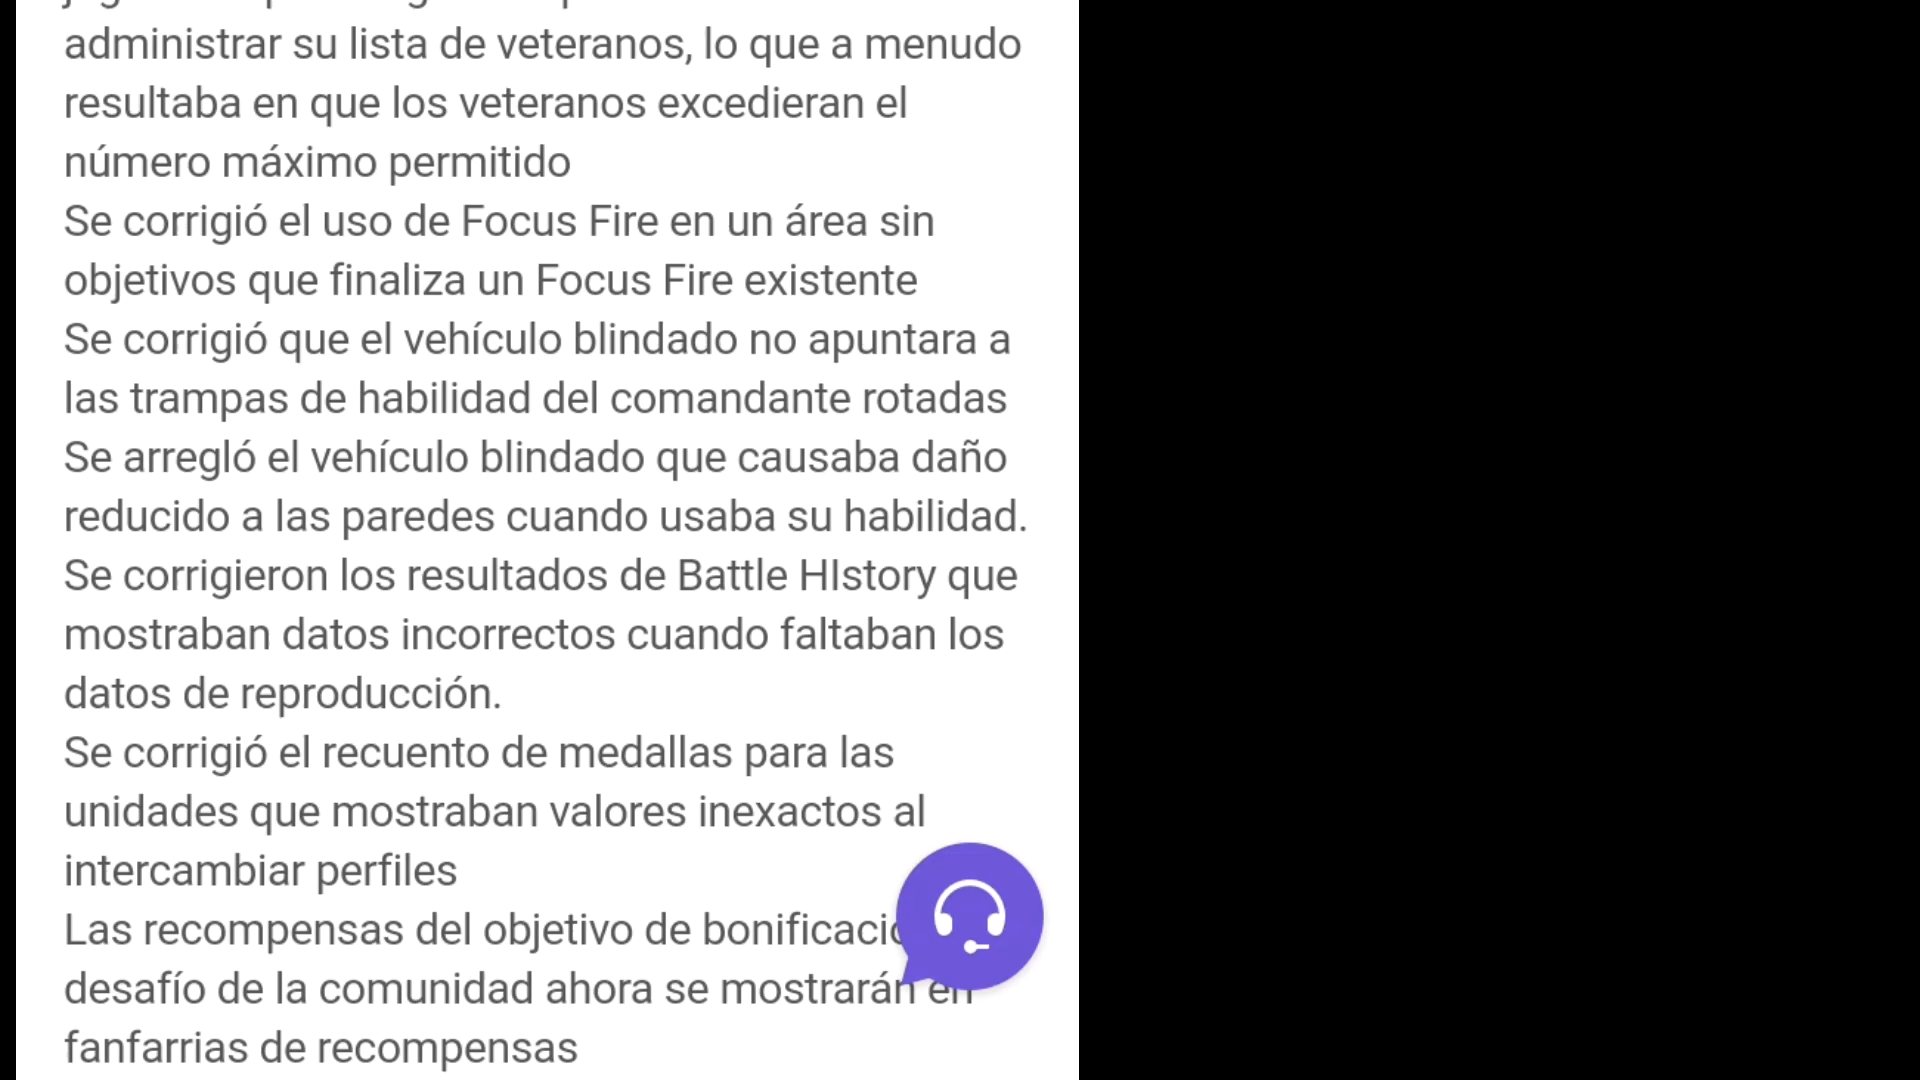 administrar su lista de veteranos, lo que a menudo
resultaba en que los veteranos excedieran el
número máximo permitido
Se corrigió el uso de Focus Fire en un área sin
objetivos que finaliza un Focus Fire existente
Se corrigió que el vehículo blindado no apuntara a
las trampas de habilidad del comandante rotadas
Se arregló el vehículo blindado que causaba daño
reducido a las paredes cuando usaba su habilidad.
Se corrigieron los resultados de Battle HIstory que
mostraban datos incorrectos cuando faltaban los
datos de reproducción.
Se corrigió el recuento de medallas para las
unidades que mostraban valores inexactos al
intercambiar perfiles
Las recompensas del objetivo de
desafío de la comunidad ahora se mostrarán en
fanfarrias de recompensas